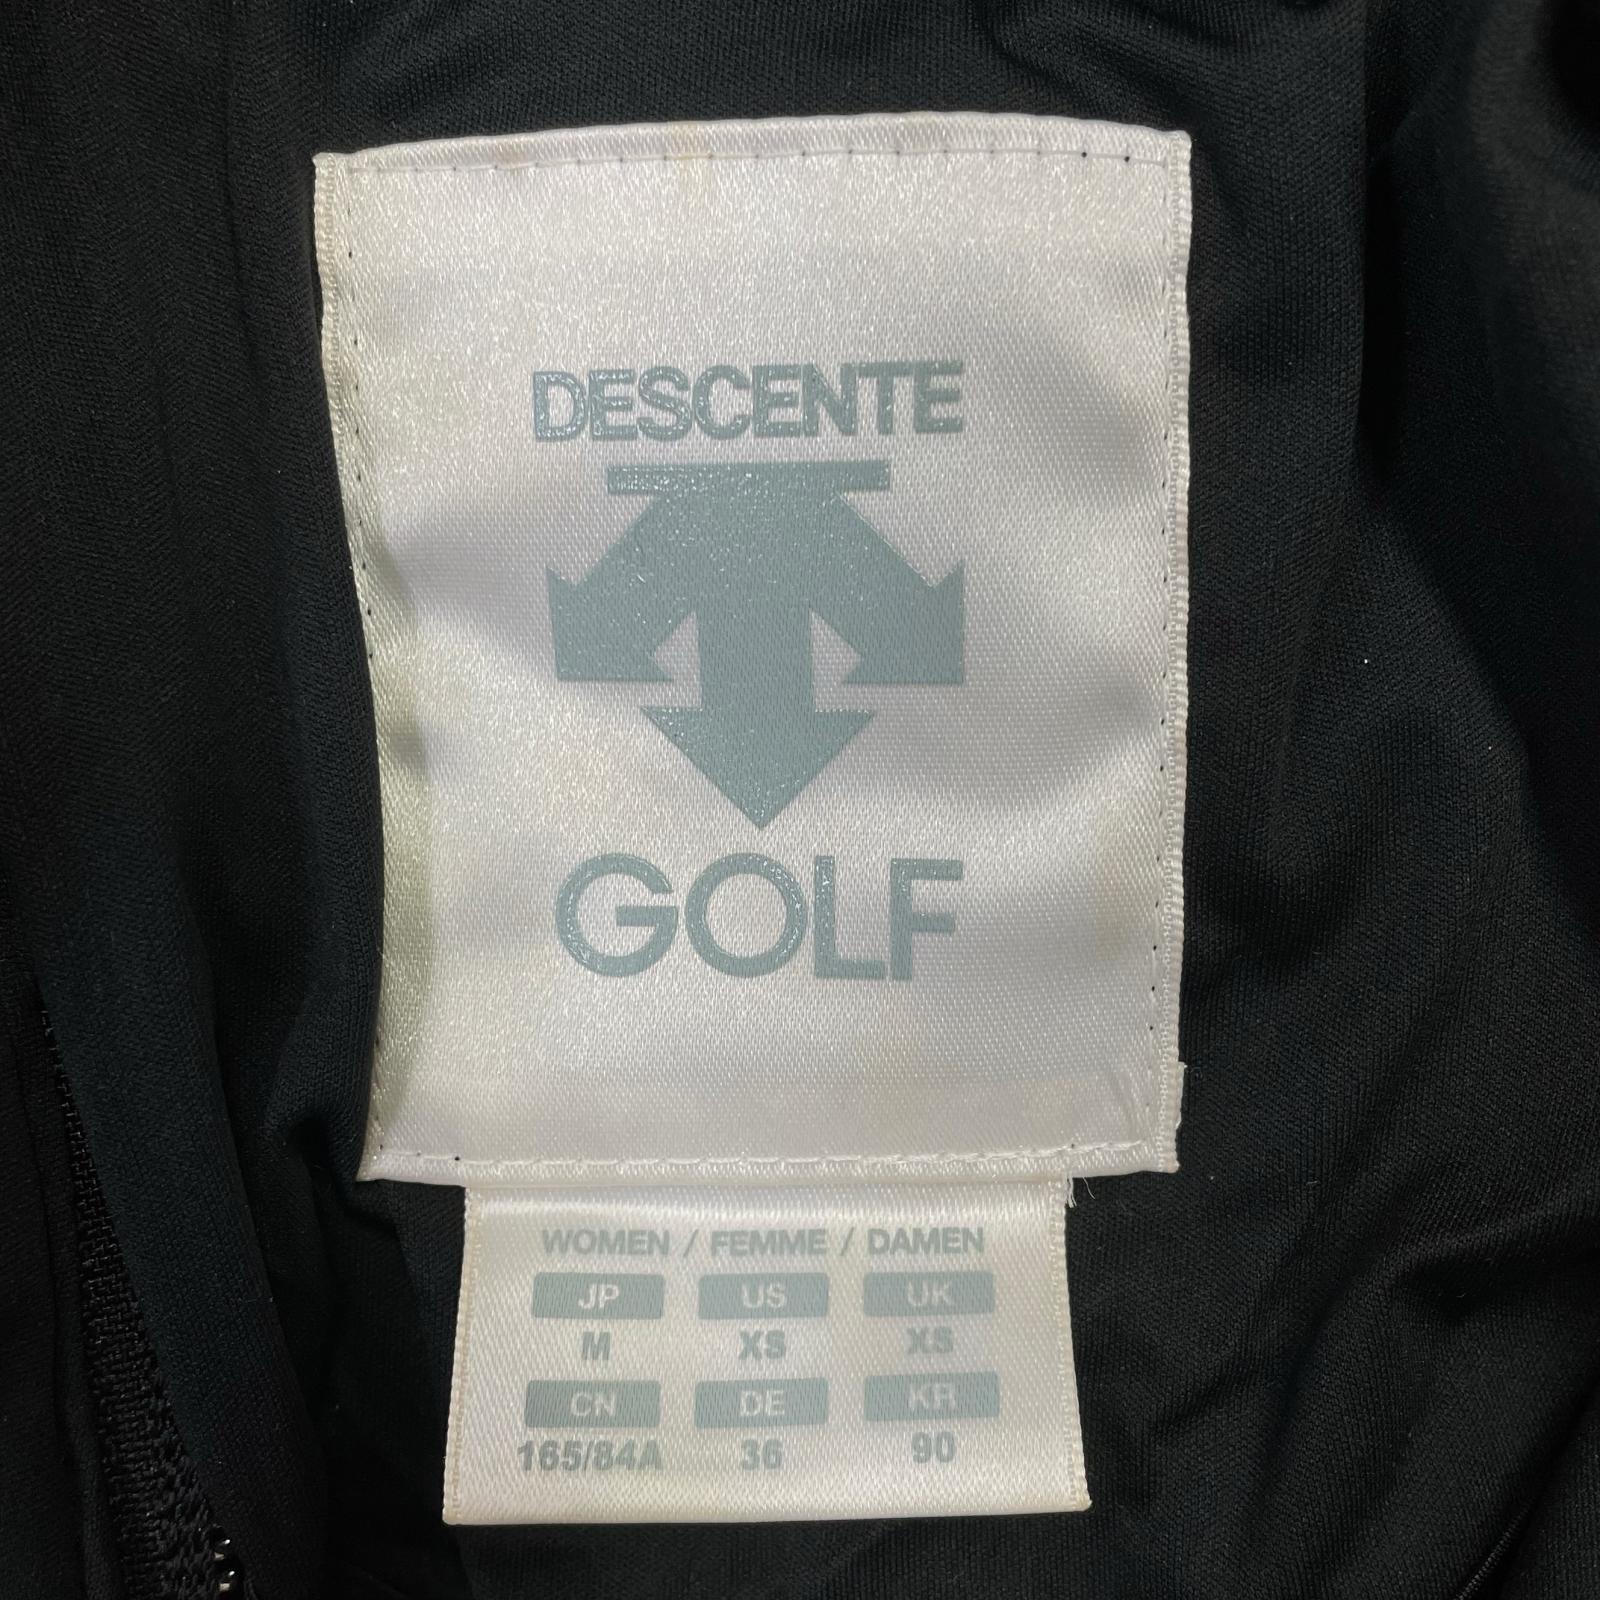 DESCENTE
GOLF
WOMEN / FEMME / DAMEN
JP US UK
M XS XS
CN DE KR
165/84A 36 90